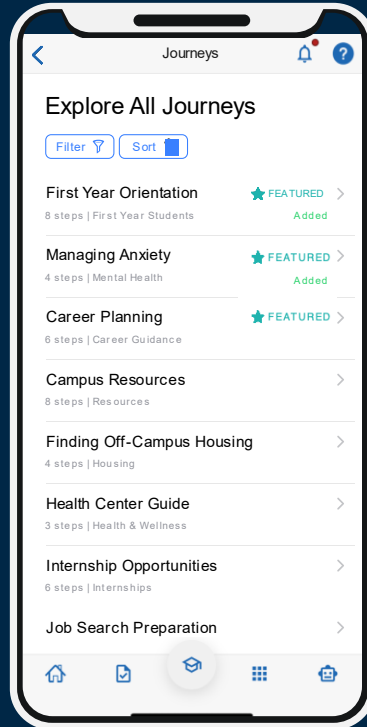 Journeys
?
Explore All Journeys
Filter Sort
First Year Orientation FEATURED
8 steps | First Year Students Added
Managing Anxiety FEATURED
4 steps | Mental Health Added
Career Planning FEATURED
6 steps | Career Guidance
Campus Resources
8 steps | Resources
Finding Off-Campus Housing
4 steps | Housing
Health Center Guide
3 steps | Health & Wellness
Internship Opportunities
6 steps | Internships
Job Search Preparation